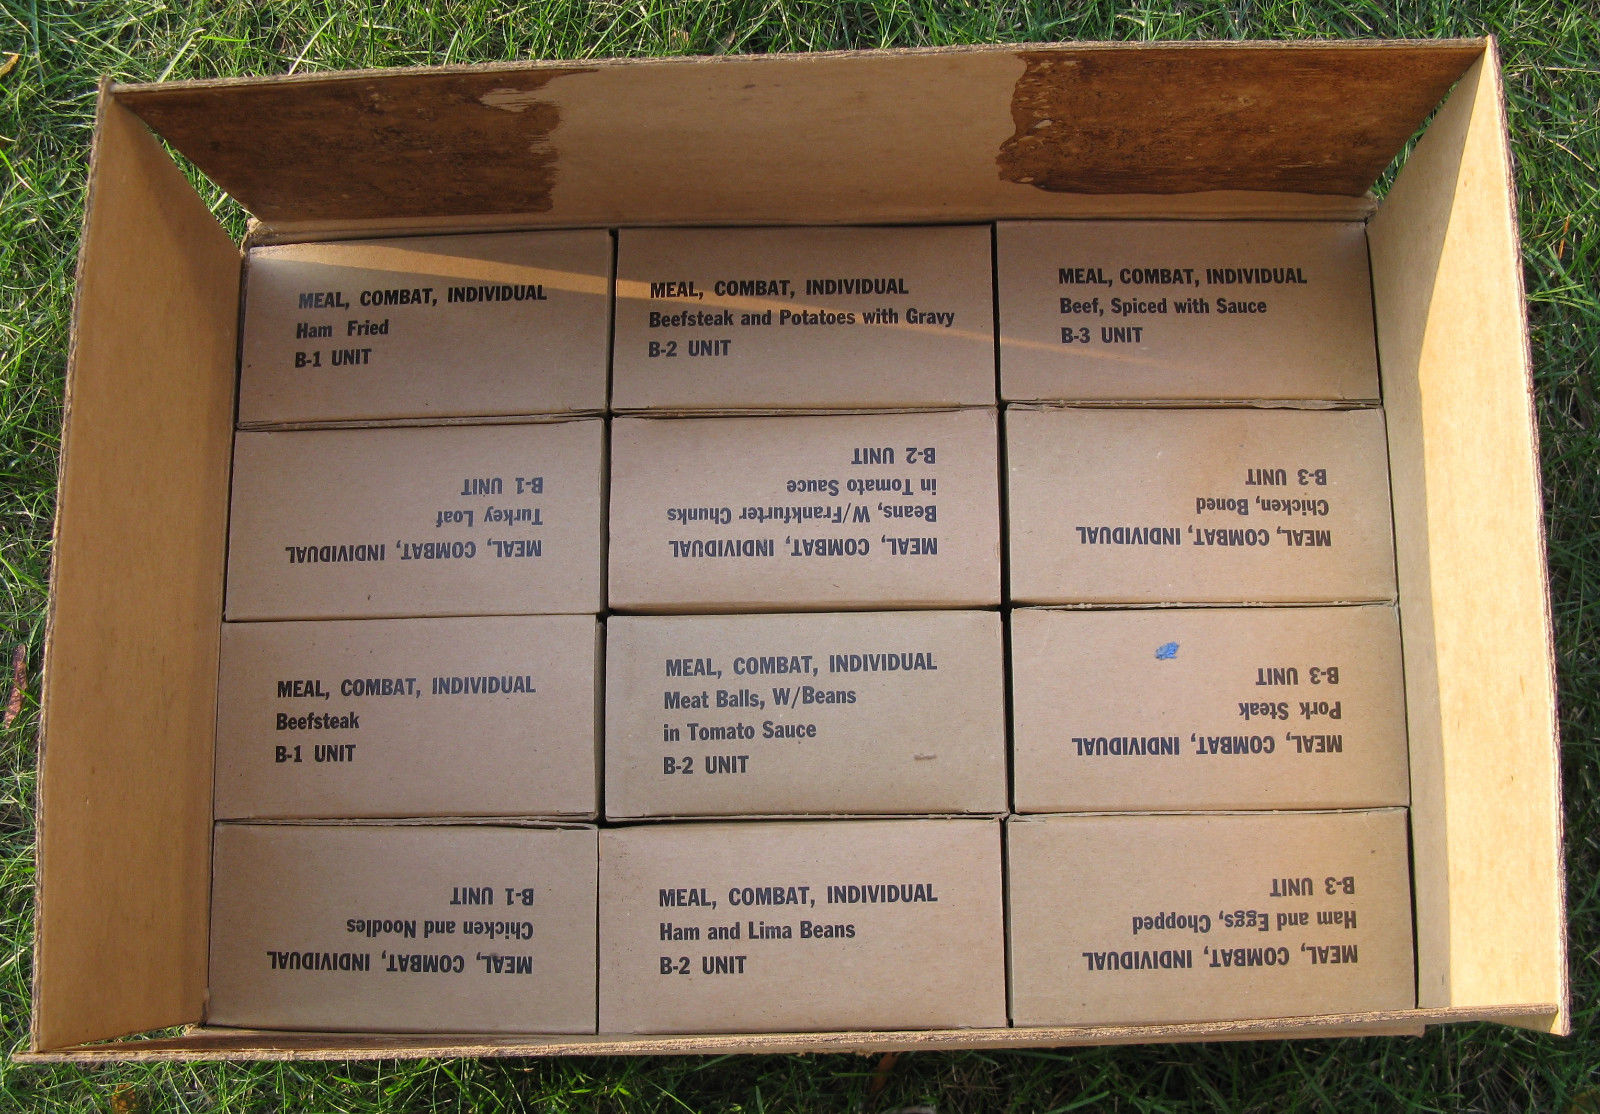 MEAL, COMBAT, INDIVIDUAL
Ham Fried
B-1 UNIT
MEAL, COMBAT, INDIVIDUAL
Beefsteak and Potatoes with Gravy
B-2 UNIT
MEAL, COMBAT, INDIVIDUAL
Beef, Spiced with Sauce
B-3 UNIT
MEAL, COMBAT, INDIVIDUAL
Turkey Loaf
B-1 UNIT
MEAL, COMBAT, INDIVIDUAL
Beans, W/Frankfurter Chunks
in Tomato Sauce
B-2 UNIT
MEAL, COMBAT, INDIVIDUAL
Chicken, Boned
B-3 UNIT
MEAL, COMBAT, INDIVIDUAL
Beefsteak
B-1 UNIT
MEAL, COMBAT, INDIVIDUAL
Meat Balls, W/Beans
in Tomato Sauce
B-2 UNIT
MEAL, COMBAT, INDIVIDUAL
Pork Steak
B-3 UNIT
MEAL, COMBAT, INDIVIDUAL
Chicken and Noodles
B-1 UNIT
MEAL, COMBAT, INDIVIDUAL
Ham and Lima Beans
B-2 UNIT
MEAL, COMBAT, INDIVIDUAL
Ham and Eggs, Chopped
B-3 UNIT